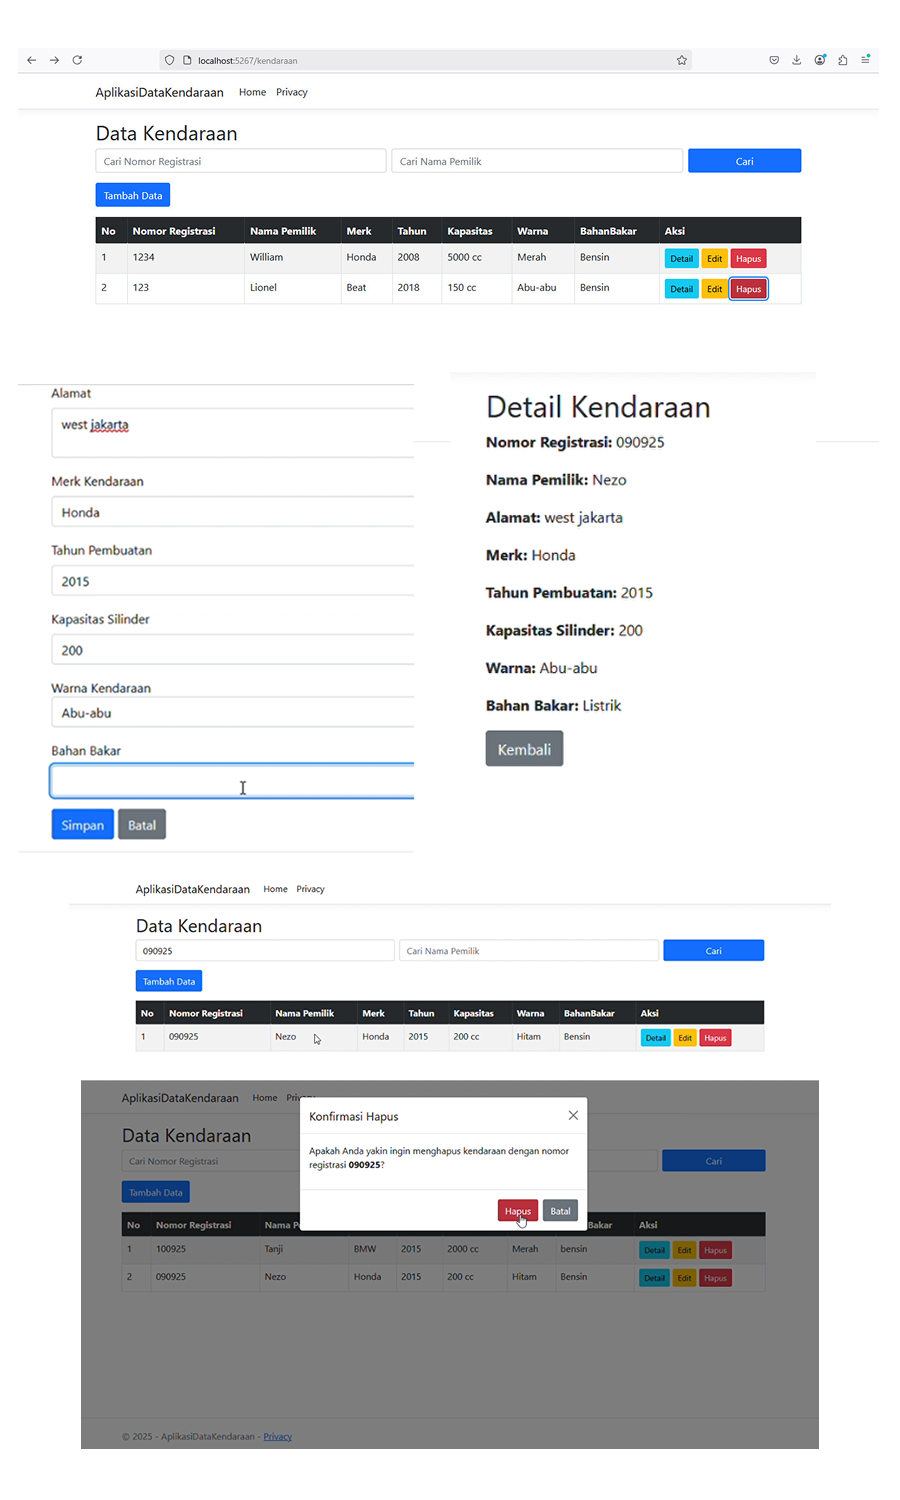 localhost:5267/kendaraan
AplikasiDataKendaraan Home Privacy
Data Kendaraan
Cari Nomor Registrasi Cari Nama Pemilik Cari
Tambah Data
No Nomor Registrasi Nama Pemilik Merk Tahun Kapasitas Warna BahanBakar Aksi
1 1234 William Honda 2008 5000 cc Merah Bensin Detail Edit Hapus
2 123 Lionel Beat 2018 150 cc Abu-abu Bensin Detail Edit Hapus
Alamat
west jakarta
Merk Kendaraan
Honda
Tahun Pembuatan
2015
Kapasitas Silinder
200
Warna Kendaraan
Abu-abu
Bahan Bakar
Simpan Batal
Detail Kendaraan
Nomor Registrasi: 090925
Nama Pemilik: Nezo
Alamat: west jakarta
Merk: Honda
Tahun Pembuatan: 2015
Kapasitas Silinder: 200
Warna: Abu-abu
Bahan Bakar: Listrik
Kembali
AplikasiDataKendaraan Home Privacy
Data Kendaraan
090925 Cari Nama Pemilik Cari
Tambah Data
No Nomor Registrasi Nama Pemilik Merk Tahun Kapasitas Warna BahanBakar Aksi
1 090925 Nezo Honda 2015 200 cc Hitam Bensin Detail Edit Hapus
AplikasiDataKendaraan Home Privacy
Konfirmasi Hapus
Apakah Anda yakin ingin menghapus kendaraan dengan nomor
registrasi 090925?
Hapus Batal
Data Kendaraan
Cari Nomor Registrasi Cari
Tambah Data
No Nomor Registrasi Nama P Bakar Aksi
1 100925 Tanji BMW 2015 2000 cc Merah bensin Detail Edit Hapus
2 090925 Nezo Honda 2015 200 cc Hitam Bensin Detail Edit Hapus
© 2025 - AplikasiDataKendaraan - Privacy